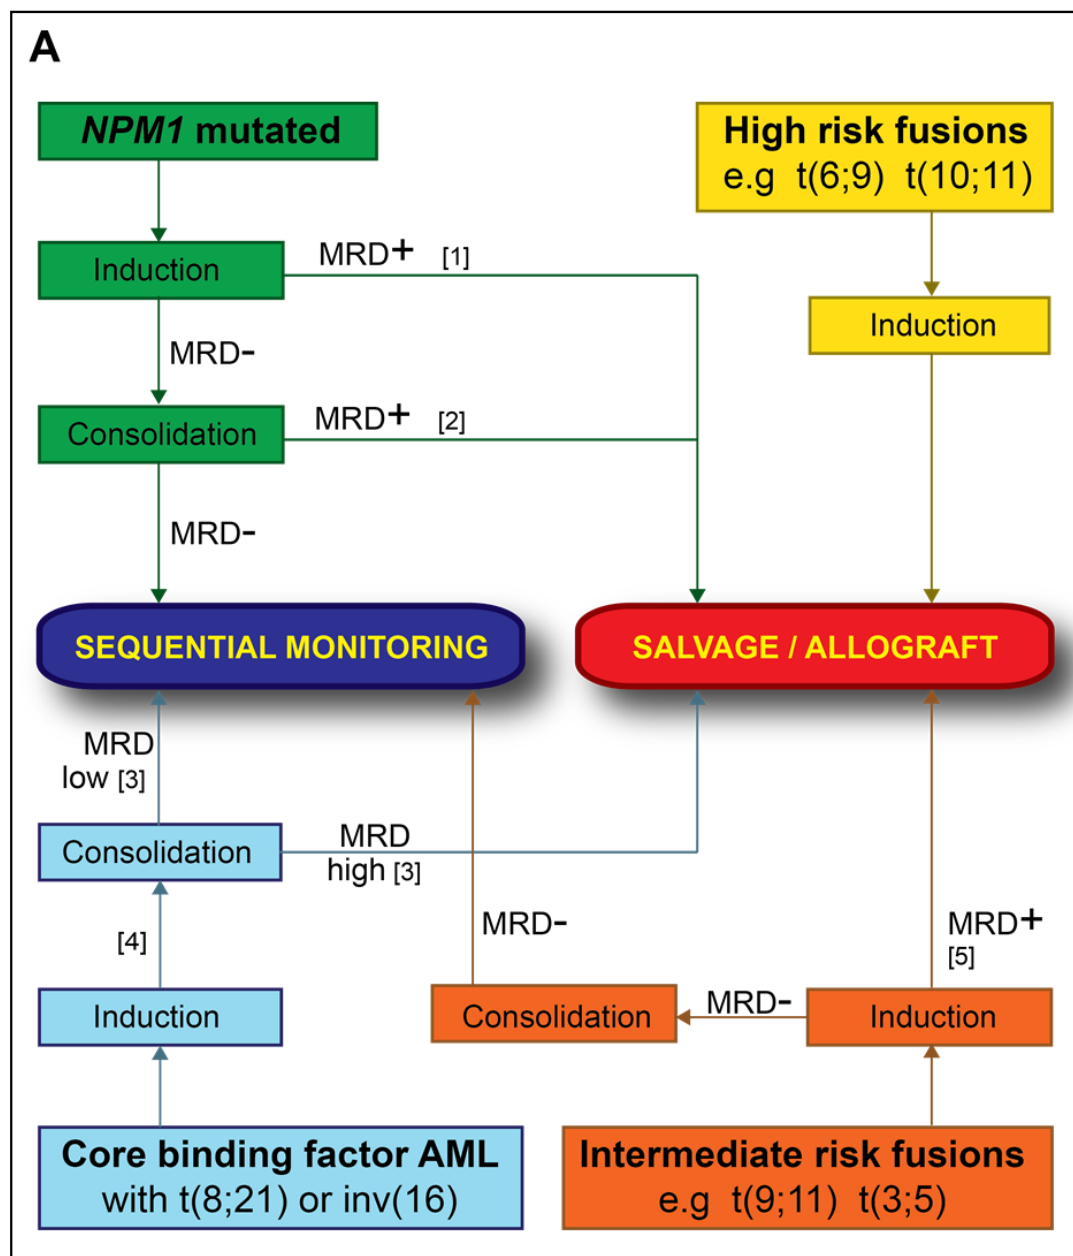 A
NPM1 mutated
High risk fusions
e.g t(6;9) t(10;11)
Induction
MRD+ [1]
Induction
MRD-
Consolidation
MRD+ [2]
MRD-
SEQUENTIAL MONITORING
SALVAGE / ALLOGRAFT
MRD
low [3]
Consolidation
MRD
high [3]
[4]
MRD-
MRD+
[5]
Induction
Consolidation
MRD-
Induction
Core binding factor AML
with t(8;21) or inv(16)
Intermediate risk fusions
e.g t(9;11) t(3;5)